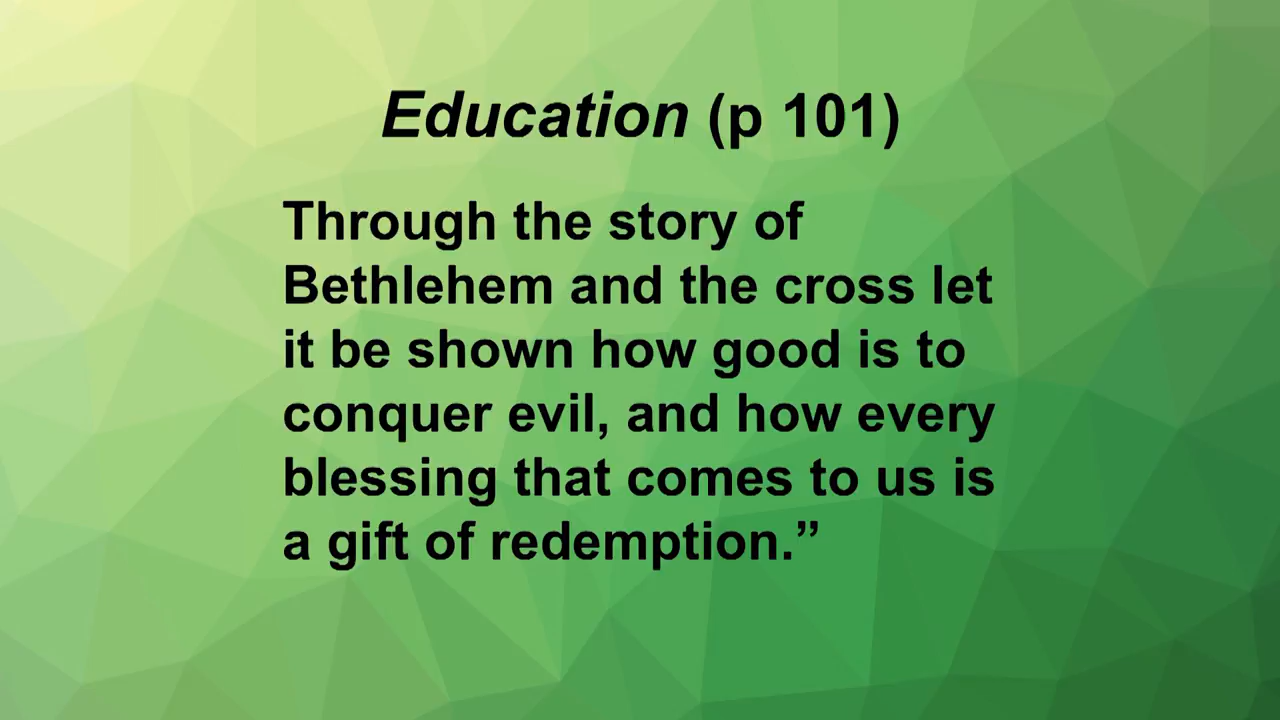 Education (p 101)
Through the story of
Bethlehem and the cross let
it be shown how good is to
conquer evil, and how every
blessing that comes to us is
a gift of redemption.”